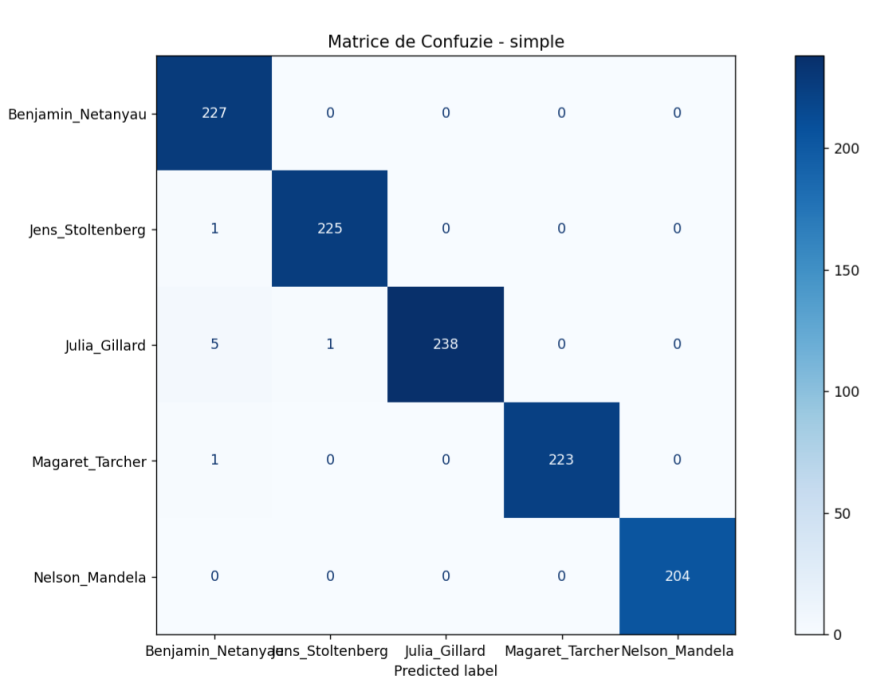 Matrice de Confuzie - simple
Benjamin_Netanyau 227 0 0 0 0
Jens_Stoltenberg 1 225 0 0 0
Julia_Gillard 5 1 238 0 0
Magaret_Tarcher 1 0 0 223 0
Nelson_Mandela 0 0 0 0 204
Benjamin_Netanyau Jens_Stoltenberg Julia_Gillard Magaret_Tarcher Nelson_Mandela
Predicted label
200
150
100
50
0